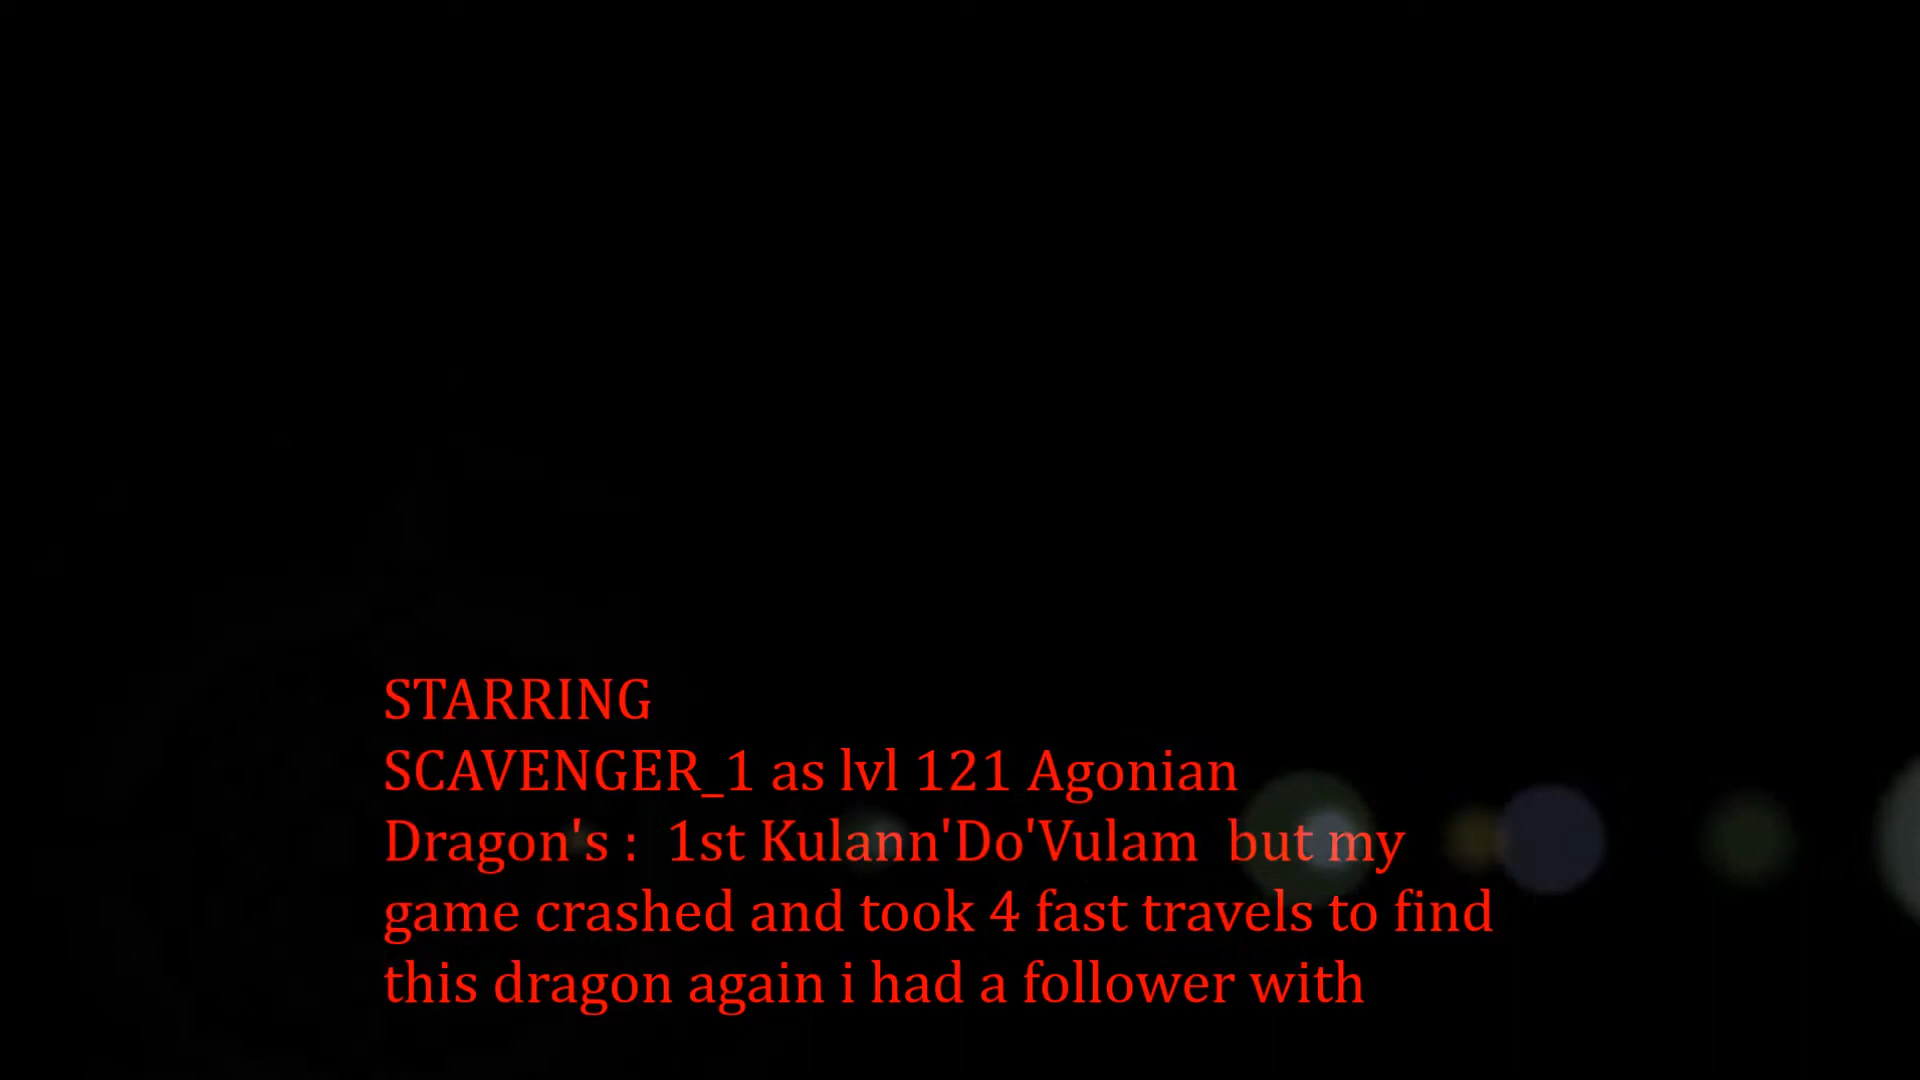 STARRING
SCAVENGER_1 as lvl 121 Agonian
Dragon's :  1st Kulann'Do'Vulam  but my
game crashed and took 4 fast travels to find
this dragon again i had a follower with